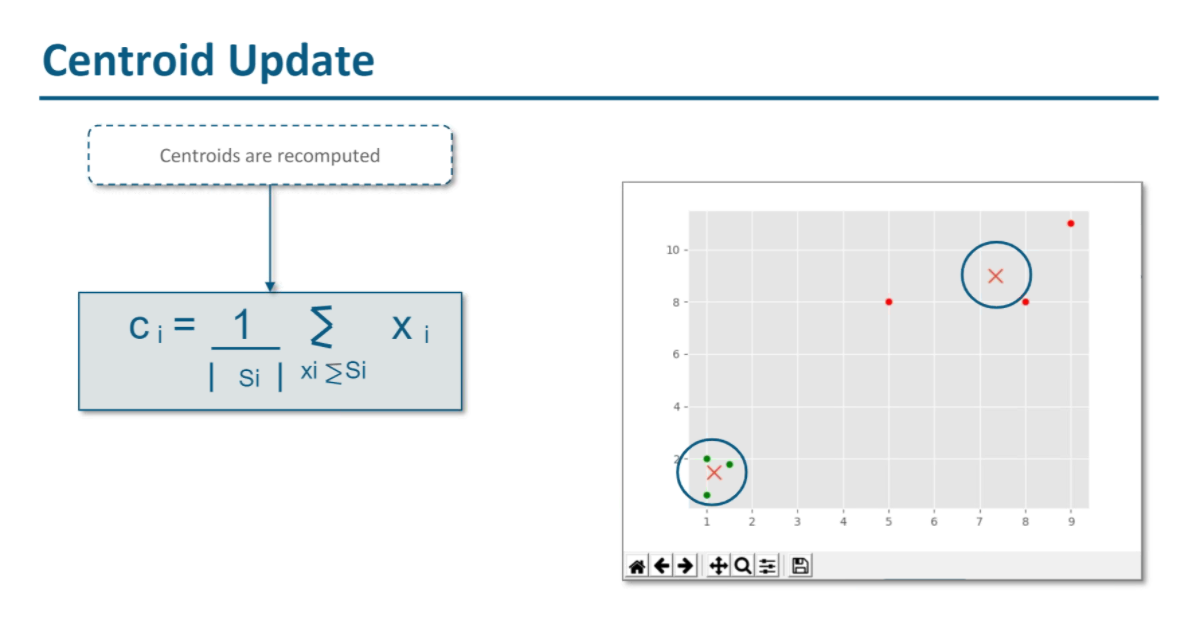 Centroid Update
Centroids are recomputed
c i = 1 ∑ x i
| Si | xi ∑Si
10
8
6
4
2
1 2 3 4 5 6 7 8 9